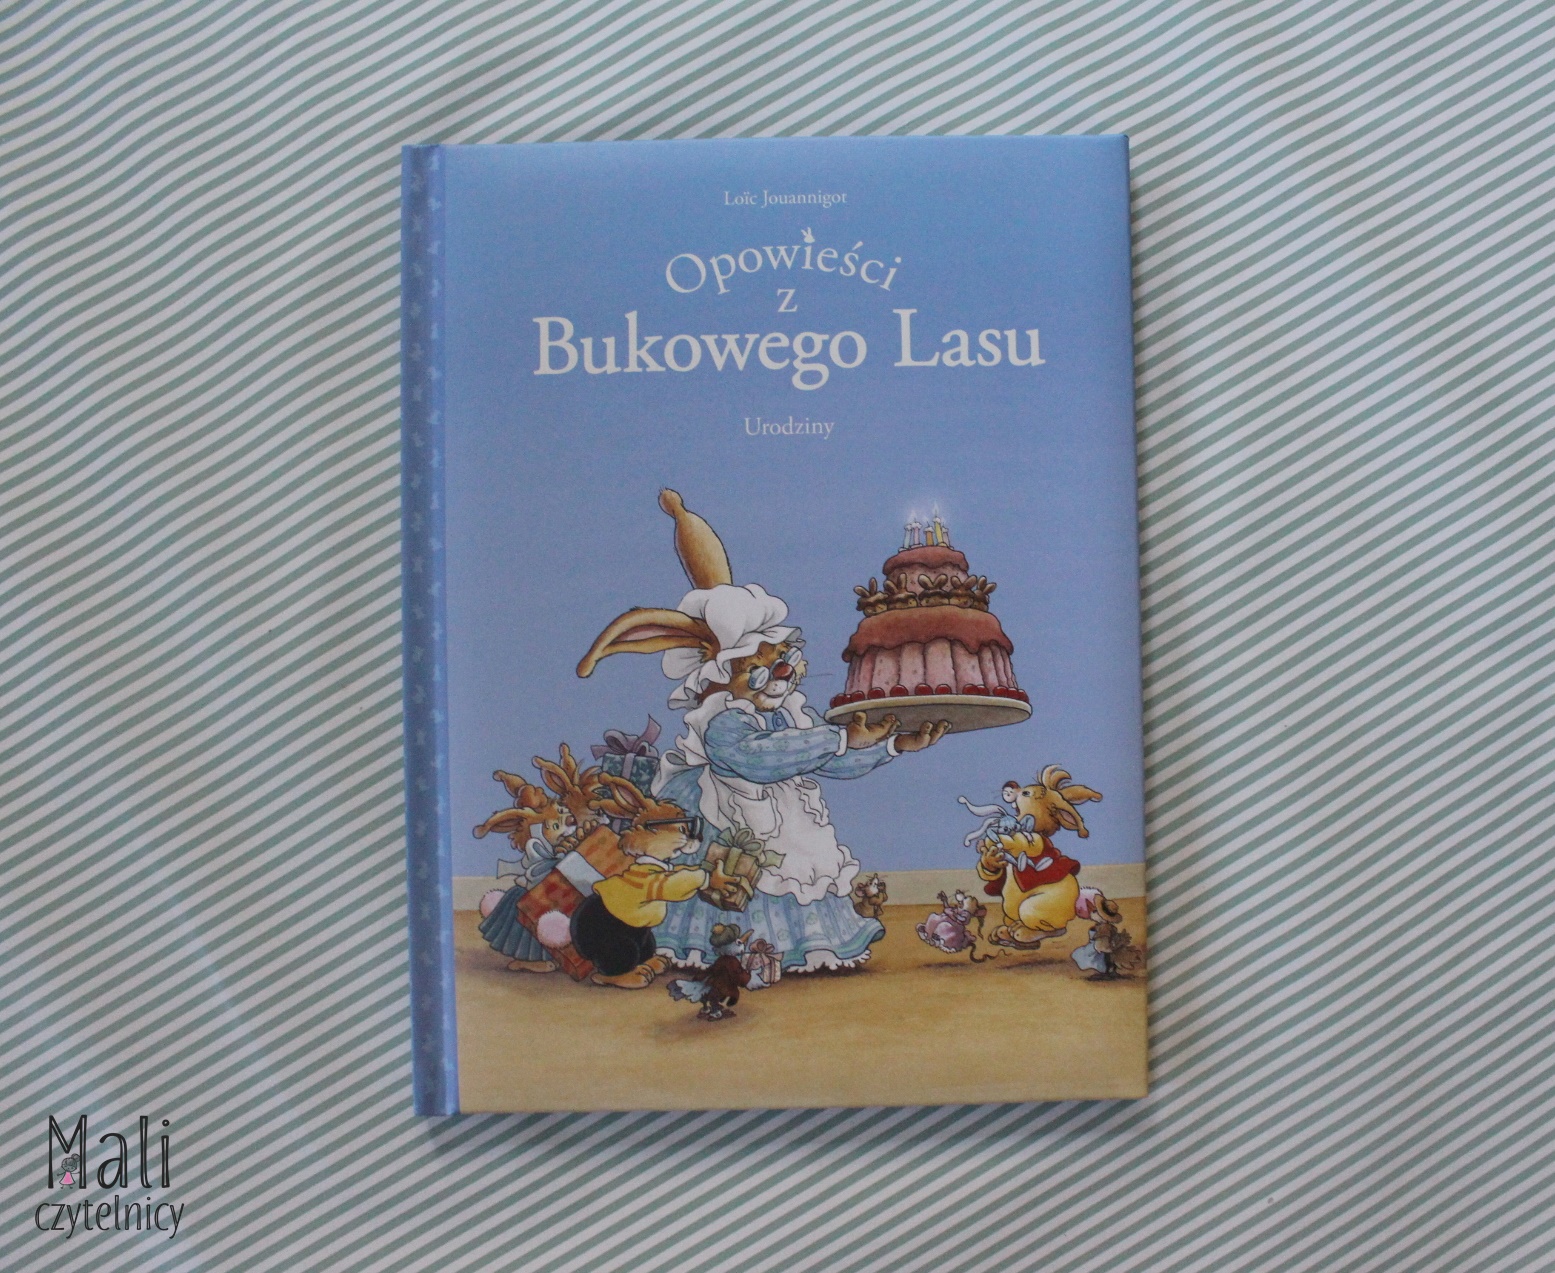 Loïc Jouannigot
Opowieści
z
Bukowego Lasu
Urodziny
Mali
czytelnicy